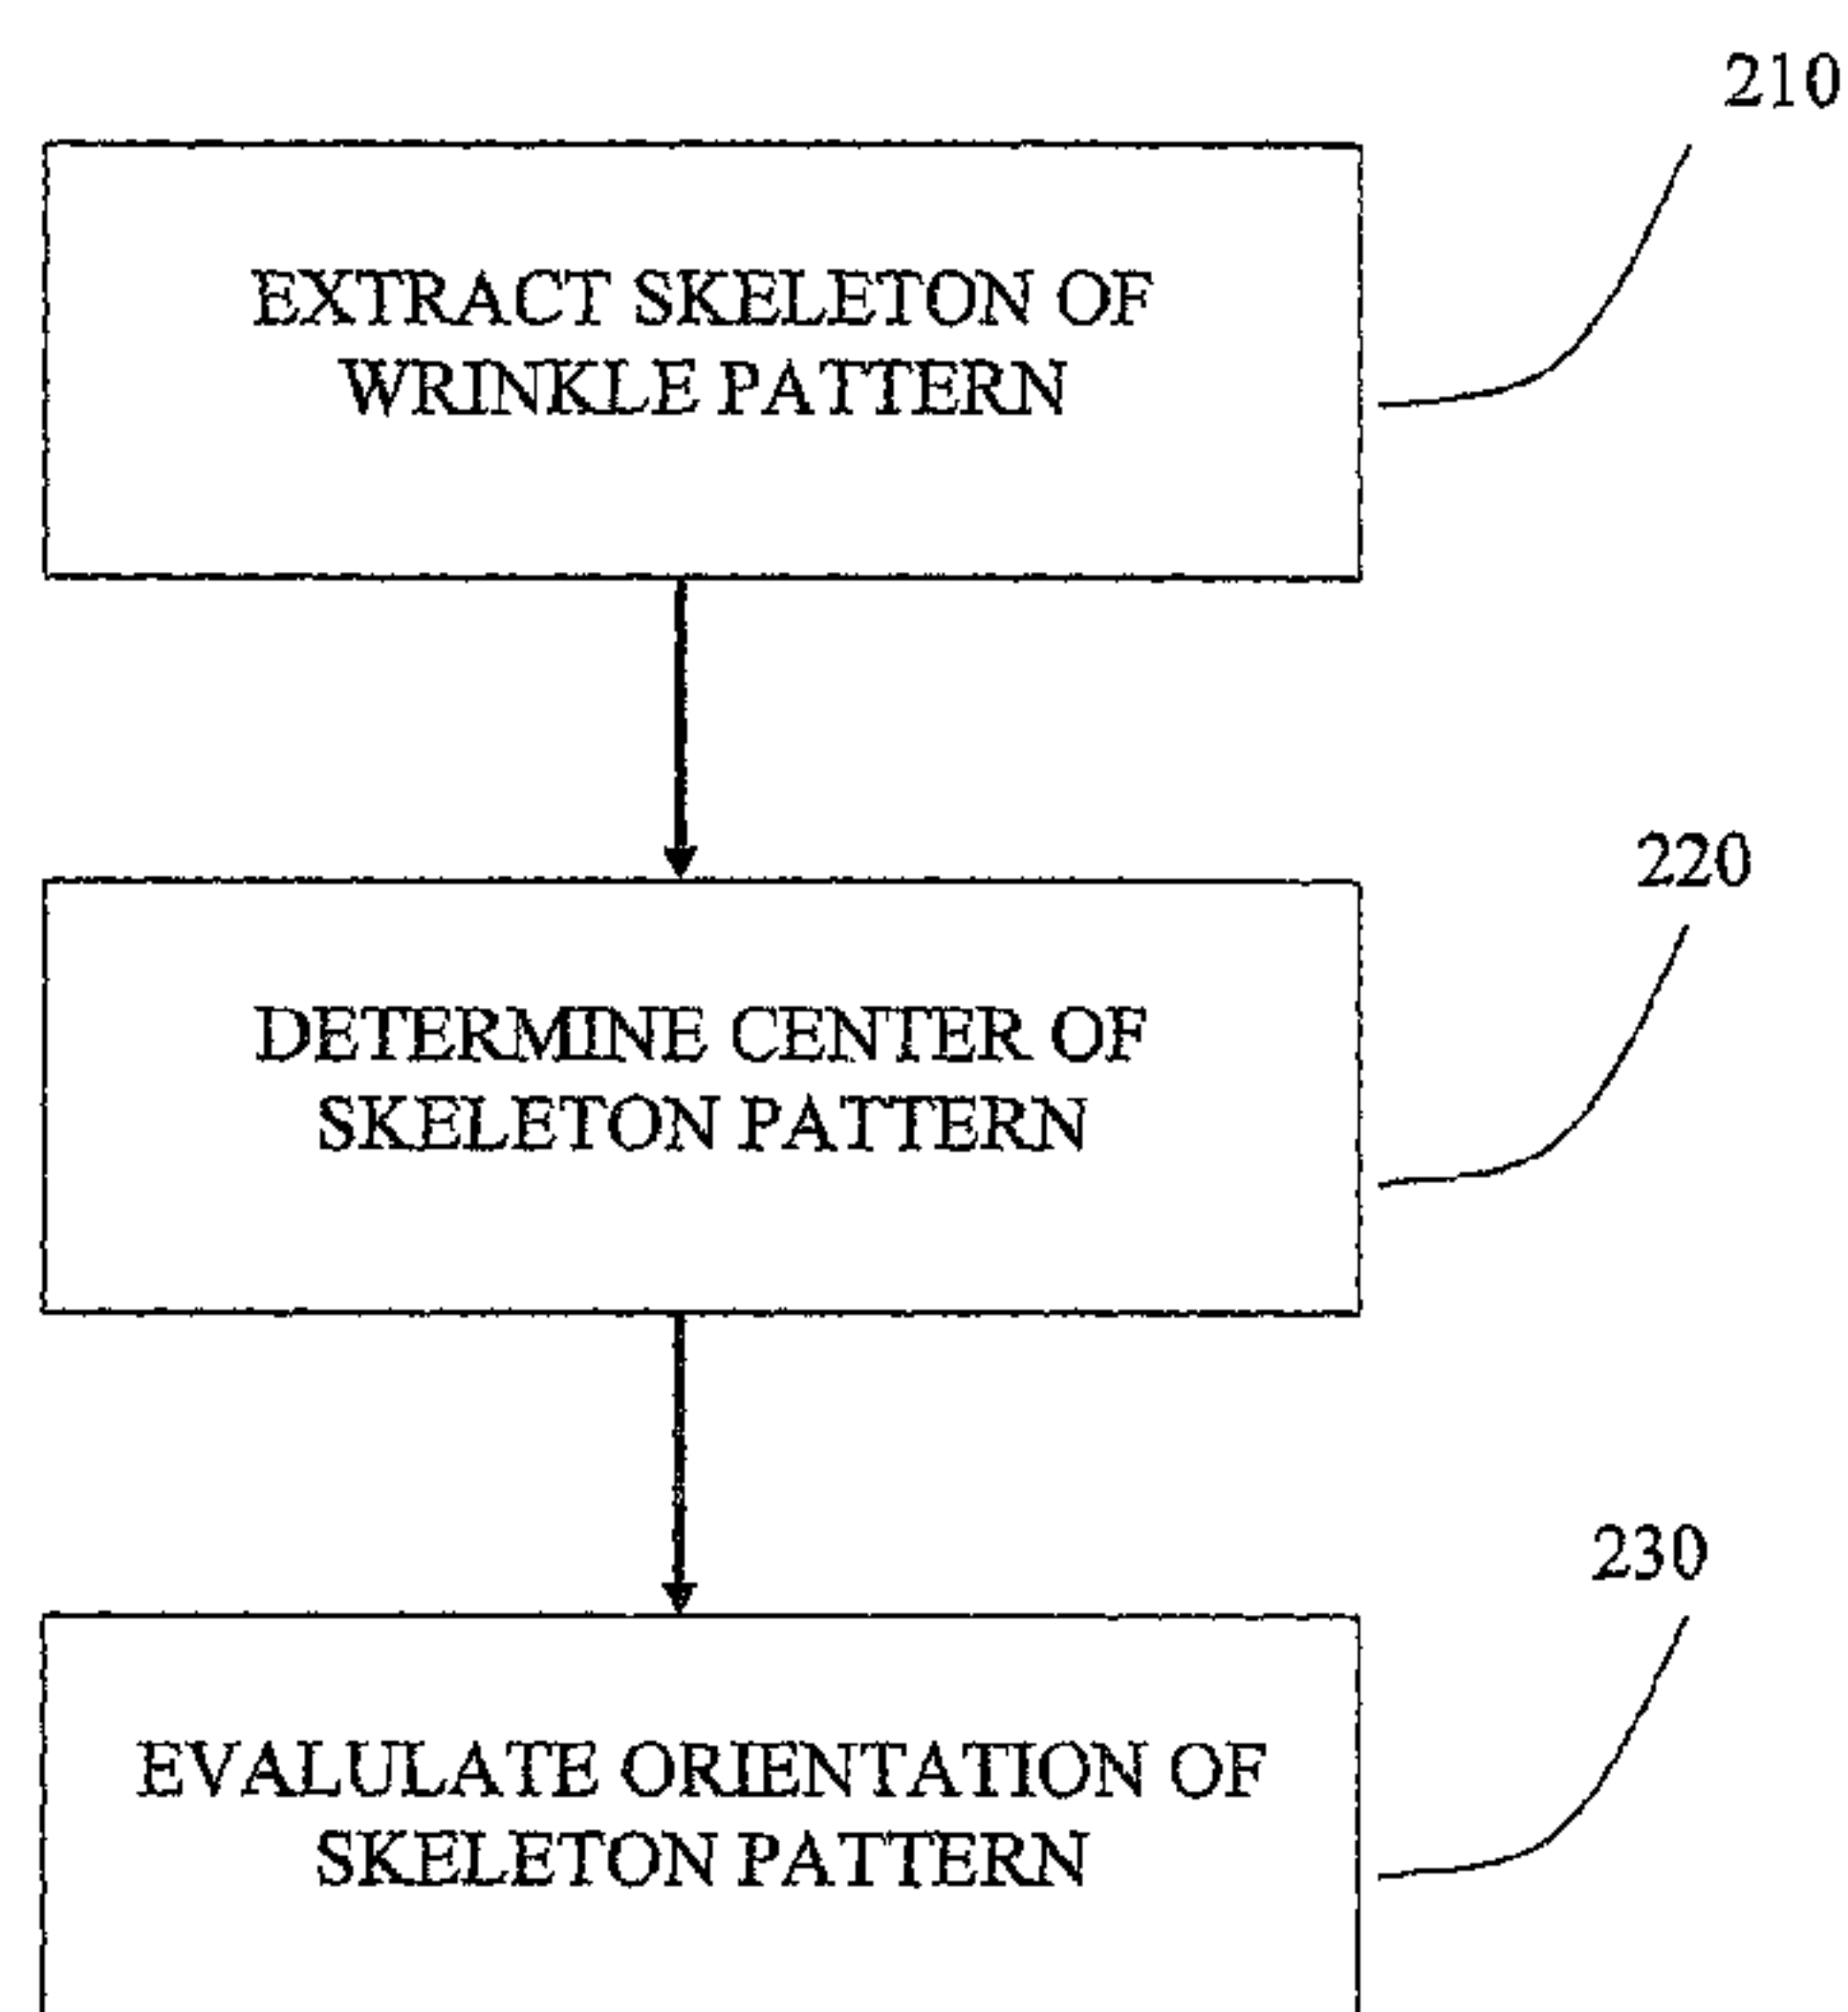 210
EXTRACT SKELETON OF
WRINKLE PATTERN
220
DETERMINE CENTER OF
SKELETON PATTERN
230
EVALULATE ORIENTATION OF
SKELETON PATTERN